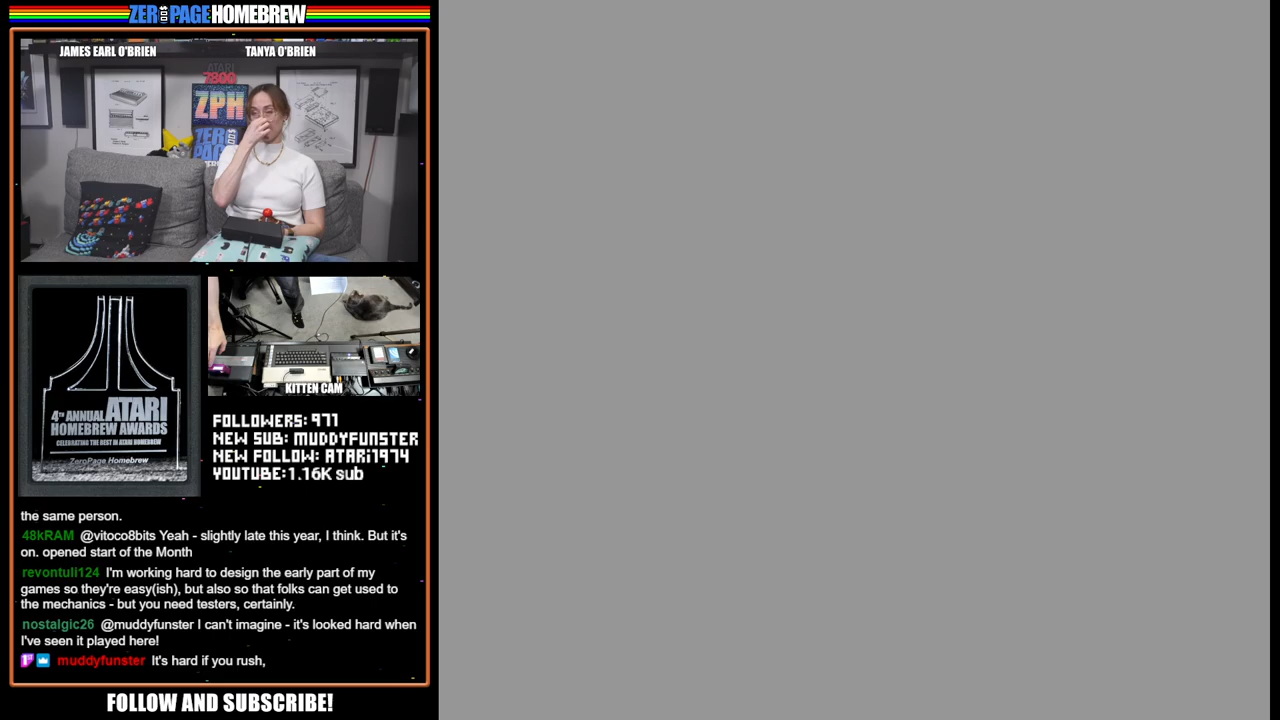 ZEROPAGE HOMEBREW
JAMES EARL O'BRIEN
TANYA O'BRIEN
ATARI
7800
ZPH
4TH ANNUAL ATARI
HOMEBREW AWARDS
CELEBRATING THE BEST IN ATARI HOMEBREW
ZeroPage Homebrew
KITTEN CAM
FOLLOWERS: 971
NEW SUB: MUDDYFUNSTER
NEW FOLLOW: ATARI1974
YOUTUBE: 1.16K sub
the same person.
48kRAM @vitoco8bits Yeah - slightly late this year, I think. But it's
on. opened start of the Month
revontuli124 I'm working hard to design the early part of my
games so they're easy(ish), but also so that folks can get used to
the mechanics - but you need testers, certainly.
nostalgic26 @muddyfunster I can't imagine - it's looked hard when
I've seen it played here!
muddyfunster It's hard if you rush,
FOLLOW AND SUBSCRIBE!